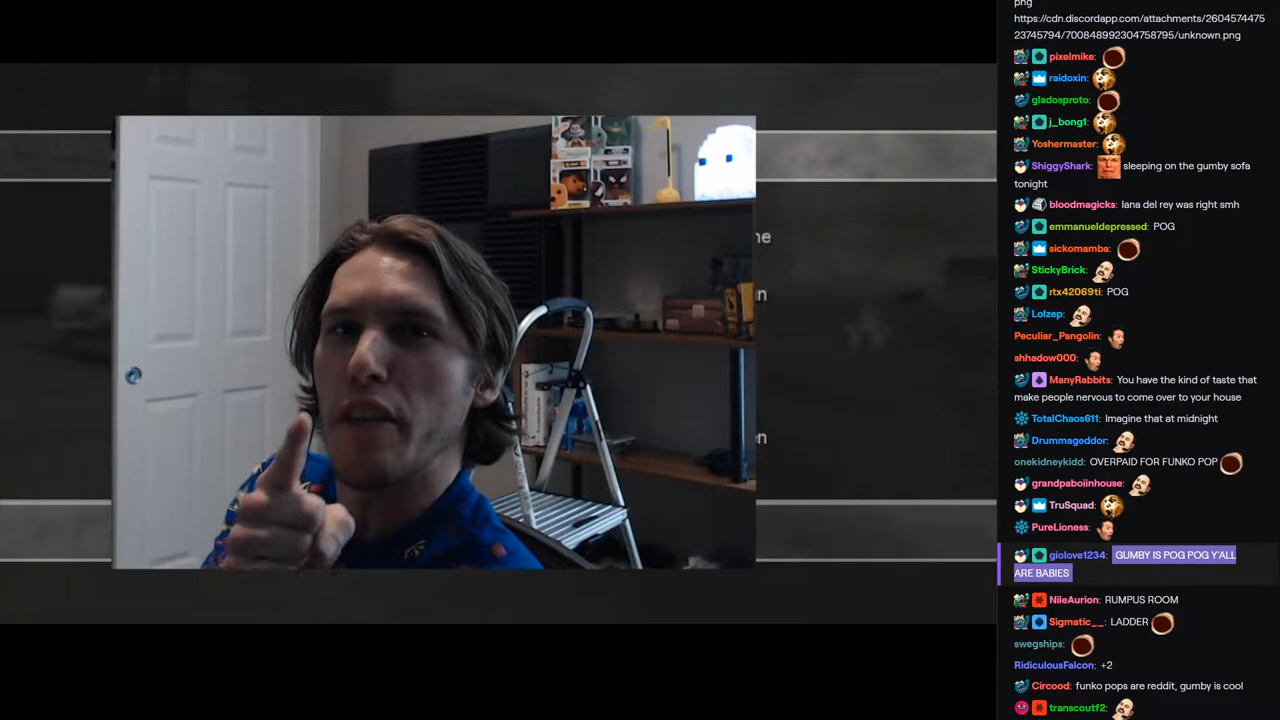 png
https://cdn.discordapp.com/attachments/2604574475
23745794/700848992304758795/unknown.png
pixelmike:
raidoxin:
gladosproto:
j_bong1:
Yoshermaster:
ShiggyShark: sleeping on the gumby sofa
tonight
bloodmagicks: lana del rey was right smh
emmanueldepressed: POG
sickomamba:
StickyBrick:
rtx42069ti: POG
Lolzep:
Peculiar_Pangolin:
shhadow000:
ManyRabbits: You have the kind of taste that
make people nervous to come over to your
house
TotalChaos611: Imagine that at midnight
Drummageddor:
onekidneykidd: OVERPAID FOR FUNKO POP
grandpaboiinhouse:
TruSquad:
PureLioness:
giolove1234: GUMBY IS POG POG Y'ALL
ARE BABIES
NileAurion: RUMPUS ROOM
Sigmatic__: LADDER
swegships:
RidiculousFalcon: +2
Circood: funko pops are reddit, gumby is cool
transcoutf2:
ne
n
en